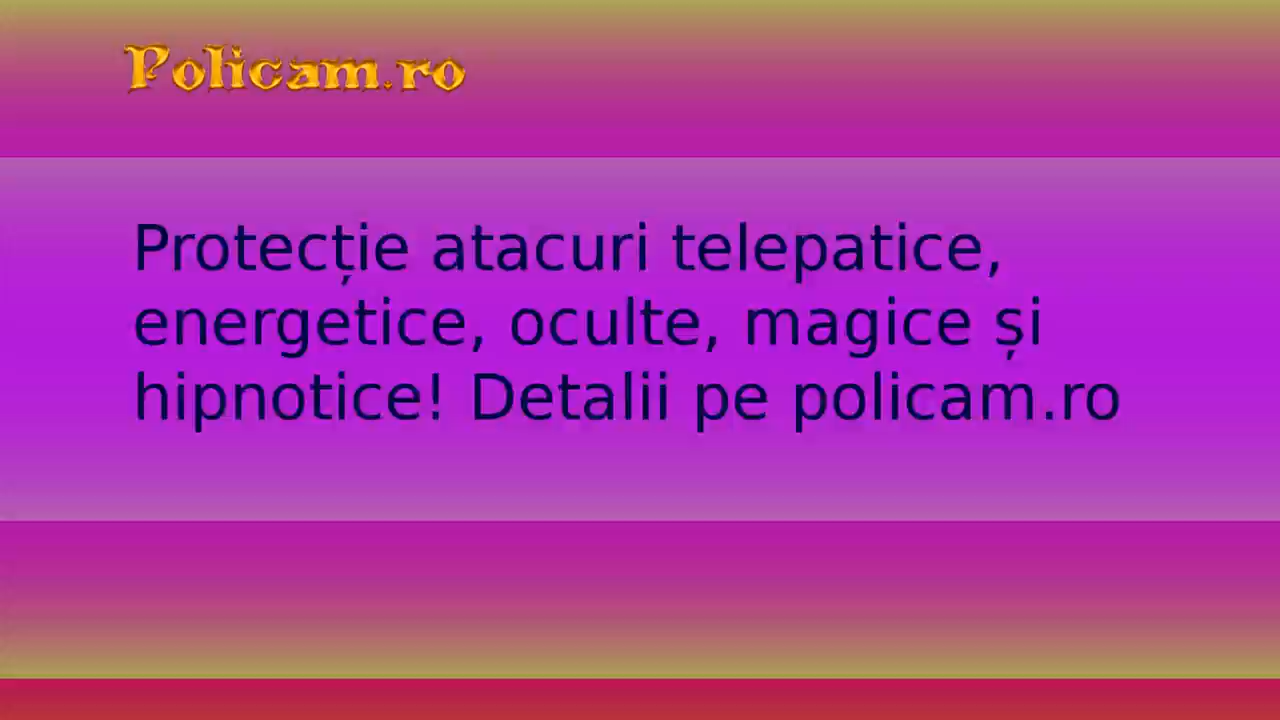 Policam.ro
Protecție atacuri telepatice,
energetice, oculte, magice și
hipnotice! Detalii pe policam.ro